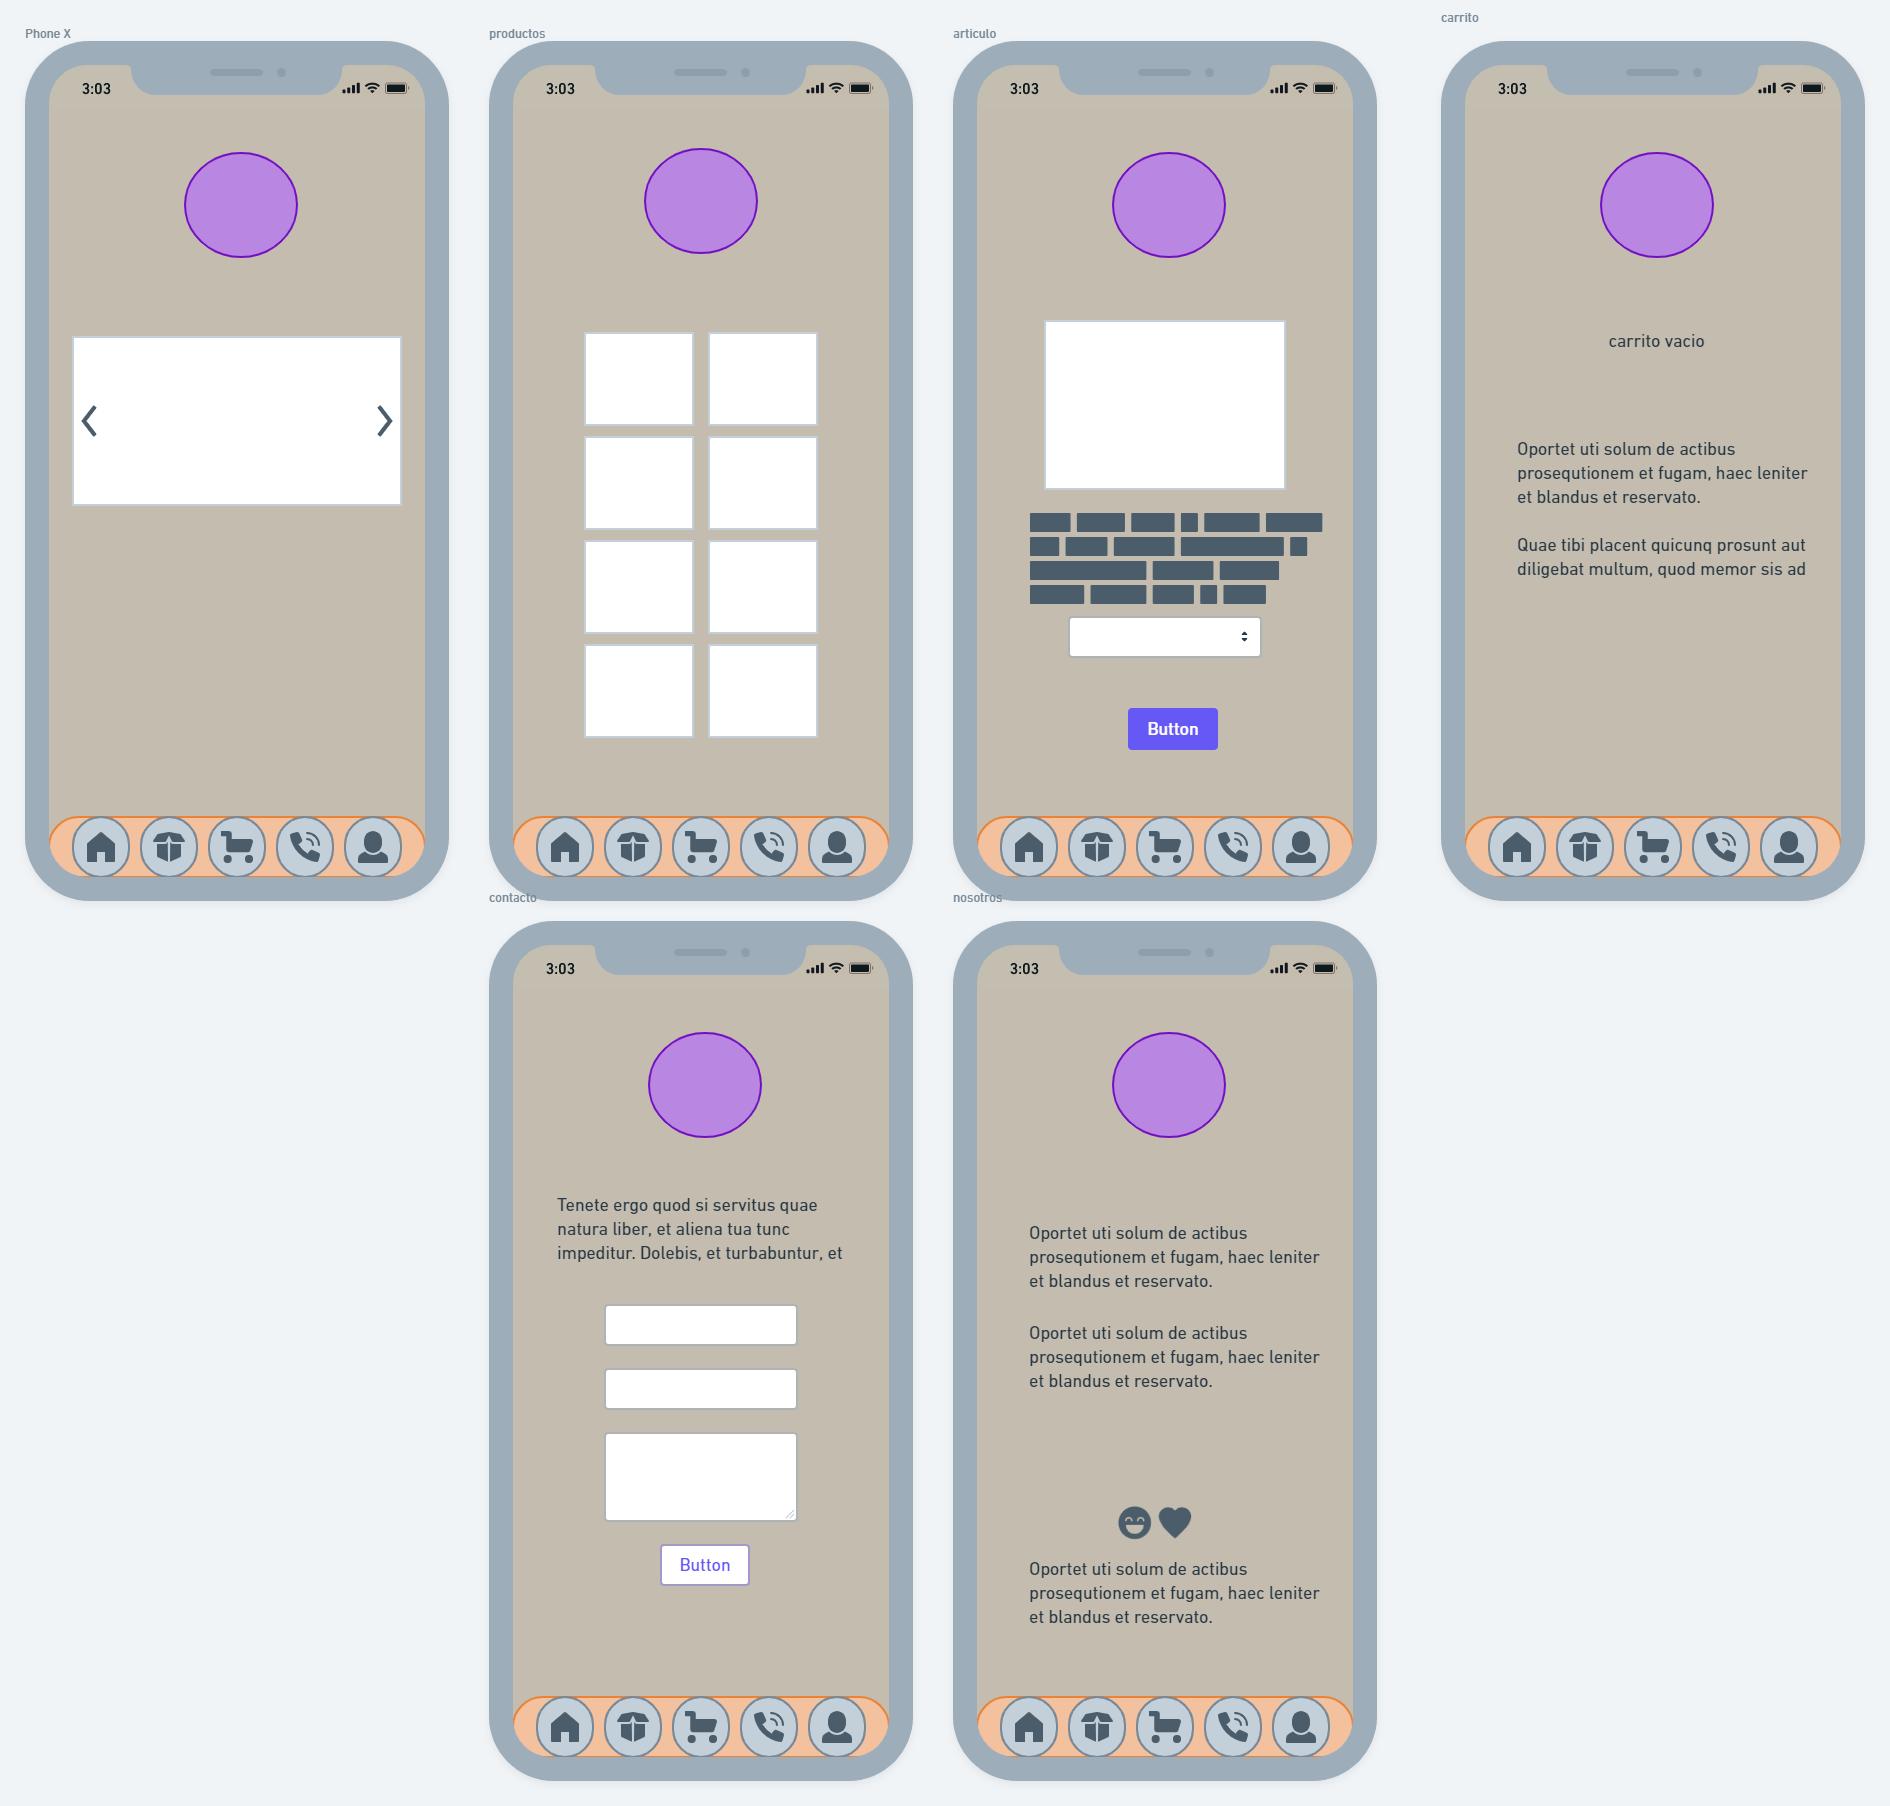 Phone X
3:03
productos
3:03
articulo
3:03
Button
carrito
3:03
carrito vacio
Oportet uti solum de actibus
prosequtionem et fugam, haec leniter
et blandus et reservato.
Quae tibi placent quicunq prosunt aut
diligebat multum, quod memor sis ad
contacto
3:03
Tenete ergo quod si servitus quae
natura liber, et aliena tua tunc
impeditur. Dolebis, et turbabuntur, et
Button
nosotros
3:03
Oportet uti solum de actibus
prosequtionem et fugam, haec leniter
et blandus et reservato.
Oportet uti solum de actibus
prosequtionem et fugam, haec leniter
et blandus et reservato.
Oportet uti solum de actibus
prosequtionem et fugam, haec leniter
et blandus et reservato.